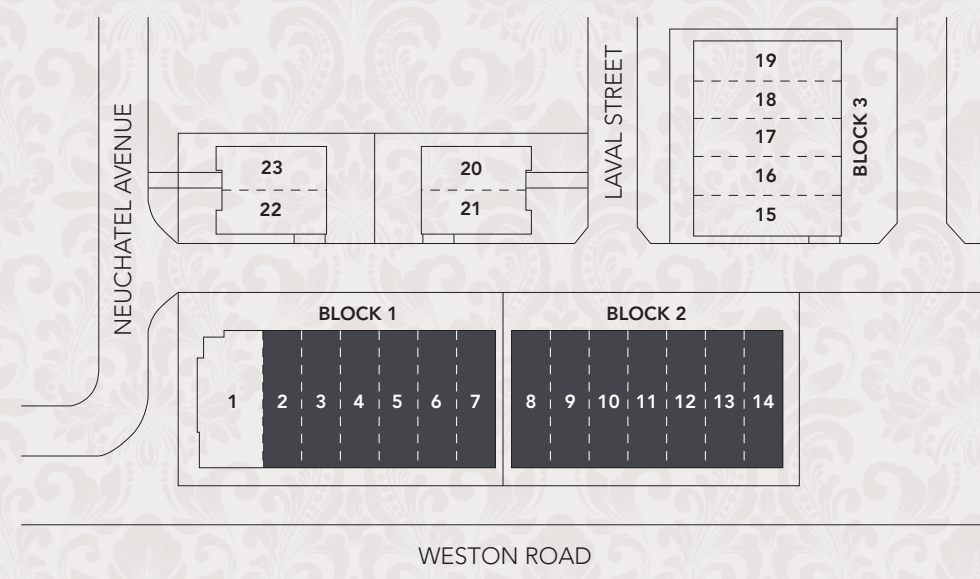 NEUCHATEL AVENUE
LAVAL STREET
BLOCK 3
19
18
17
16
15
23
22
20
21
BLOCK 1
BLOCK 2
1 2 3 4 5 6 7 8 9 10 11 12 13 14
WESTON ROAD